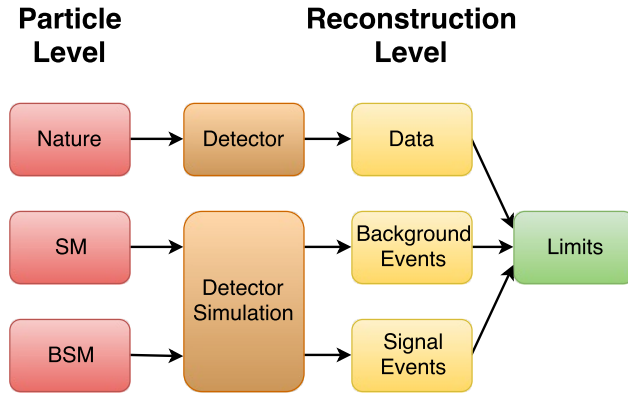 Particle
Level
Reconstruction
Level
Nature
Detector
Data
SM
Detector
Simulation
Background
Events
Limits
BSM
Signal
Events